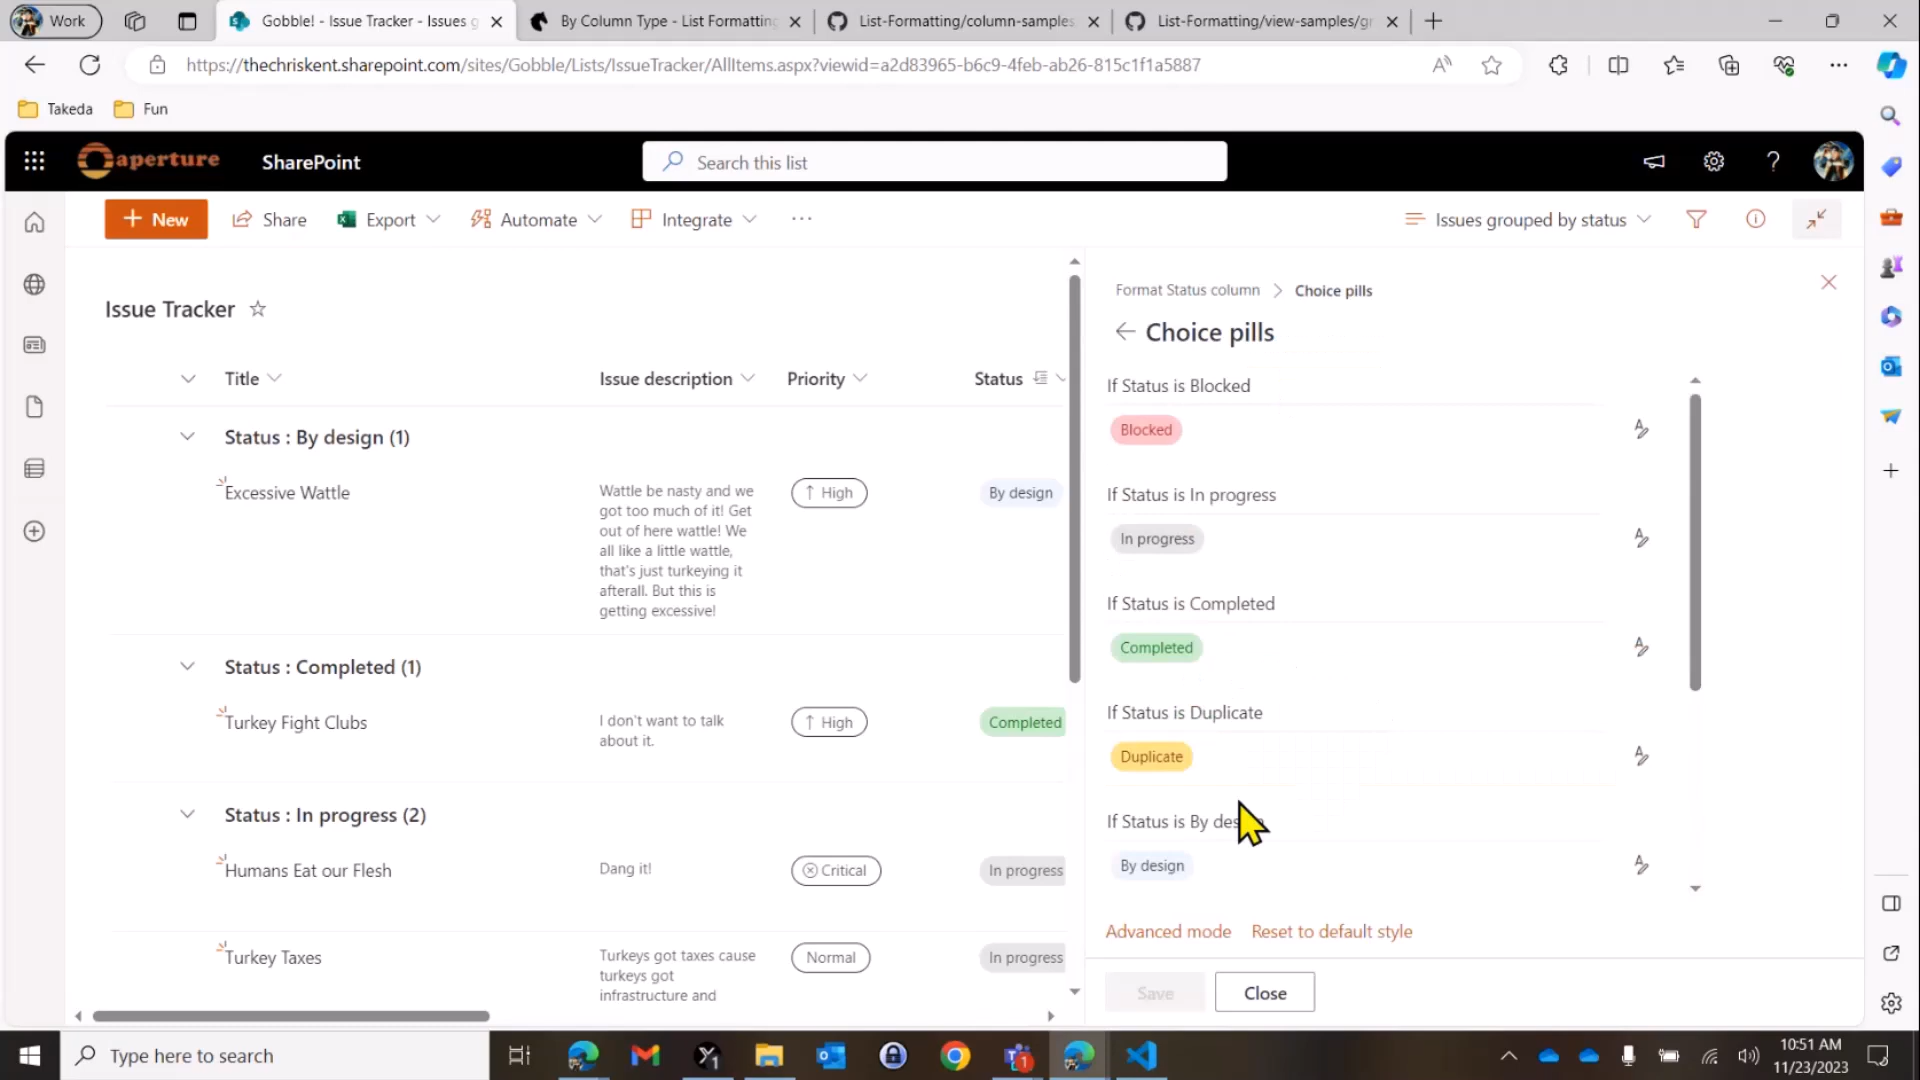 Work
Gobble! - Issue Tracker - Issues g
By Column Type - List Formatting
List-Formatting/column-samples
List-Formatting/view-samples/gr
https://thechriskent.sharepoint.com/sites/Gobble/Lists/IssueTracker/AllItems.aspx?viewid=a2d83965-b6c9-4feb-ab26-815c1f1a5887
Takeda
Fun
aperture
SharePoint
Search this list
New
Share
Export
Automate
Integrate
Issues grouped by status
Issue Tracker
Title
Issue description
Priority
Status
Status : By design (1)
Excessive Wattle
Wattle be nasty and we
got too much of it! Get
out of here wattle! We
all like a little wattle,
that's just turkeying it
afterall. But this is
getting excessive!
High
By design
Status : Completed (1)
Turkey Fight Clubs
I don't want to talk
about it.
High
Completed
Status : In progress (2)
Humans Eat our Flesh
Dang it!
Critical
In progress
Turkey Taxes
Turkeys got taxes cause
turkeys got
infrastructure and
Normal
In progress
Format Status column > Choice pills
Choice pills
If Status is Blocked
Blocked
If Status is In progress
In progress
If Status is Completed
Completed
If Status is Duplicate
Duplicate
If Status is By des
By design
Advanced mode
Reset to default style
Save
Close
Type here to search
10:51 AM
11/23/2023